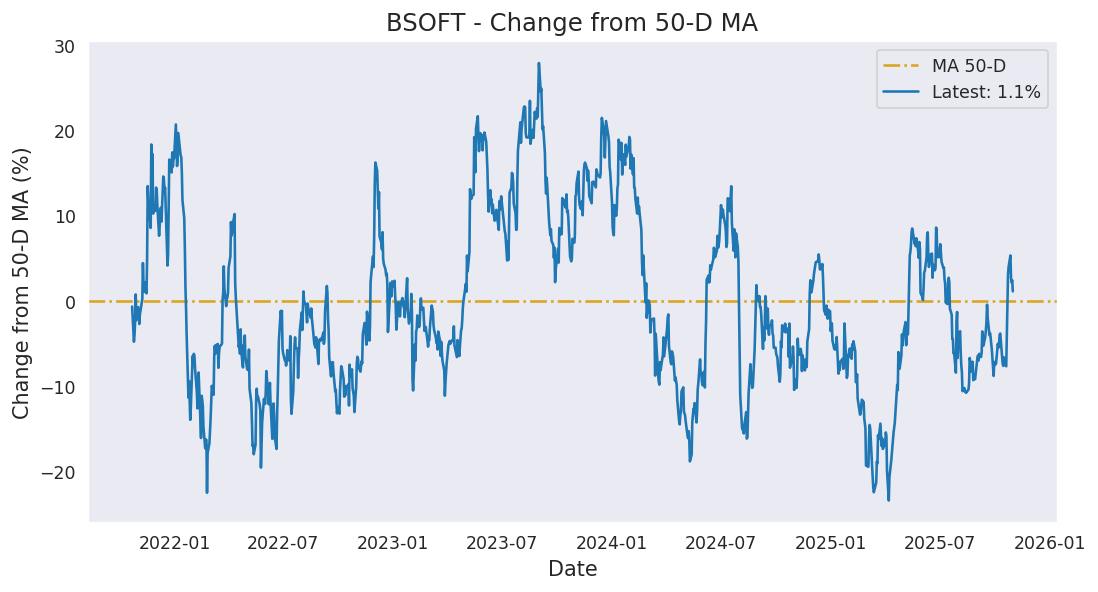 BSOFT - Change from 50-D MA
MA 50-D
Latest: 1.1%
Change from 50-D MA (%)
30
20
10
0
−10
−20
2022-01 2022-07 2023-01 2023-07 2024-01 2024-07 2025-01 2025-07 2026-01
Date